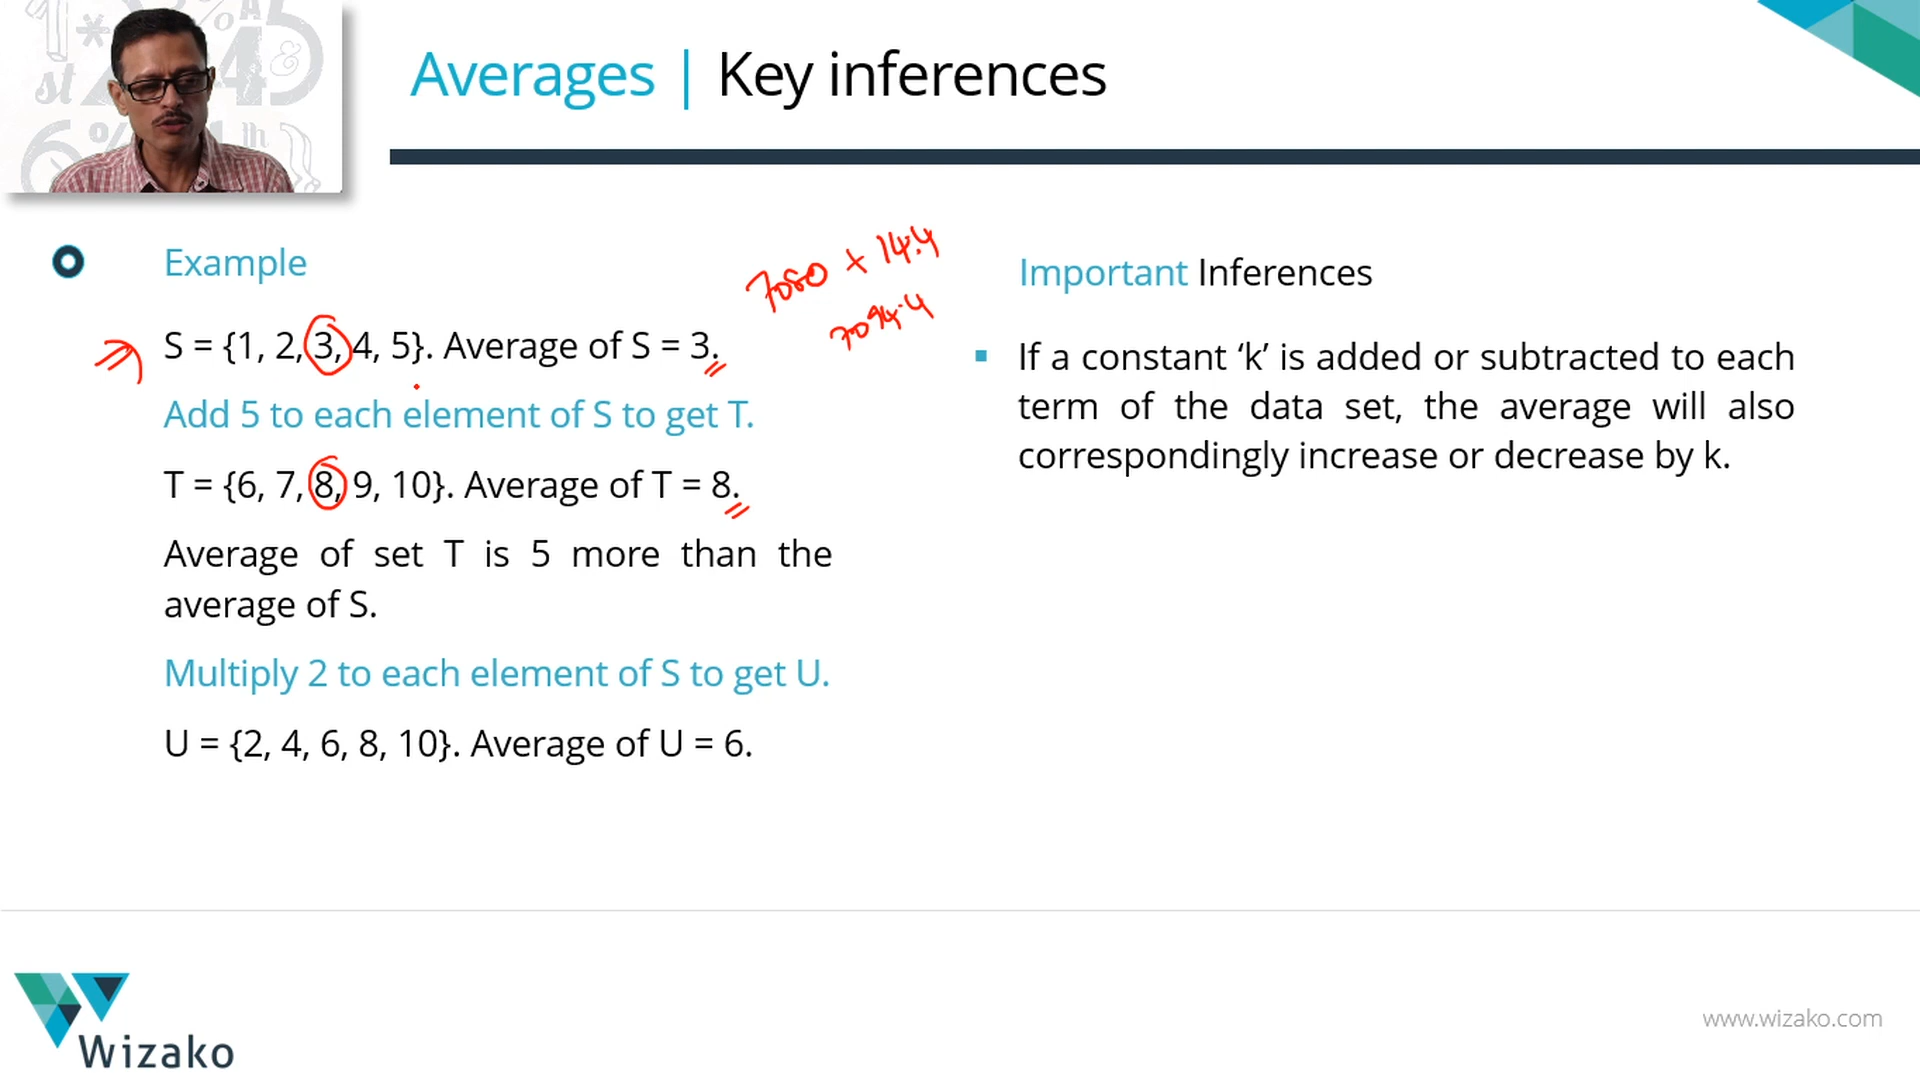 Averages | Key inferences
Example
S = {1, 2, 3, 4, 5}. Average of S = 3.
Add 5 to each element of S to get T.
T = {6, 7, 8, 9, 10}. Average of T = 8.
Average of set T is 5 more than the
average of S.
Multiply 2 to each element of S to get U.
U = {2, 4, 6, 8, 10}. Average of U = 6.
7080 + 14.4
7094.4
Important Inferences
If a constant ‘k’ is added or subtracted to each
term of the data set, the average will also
correspondingly increase or decrease by k.
Wizako
www.wizako.com